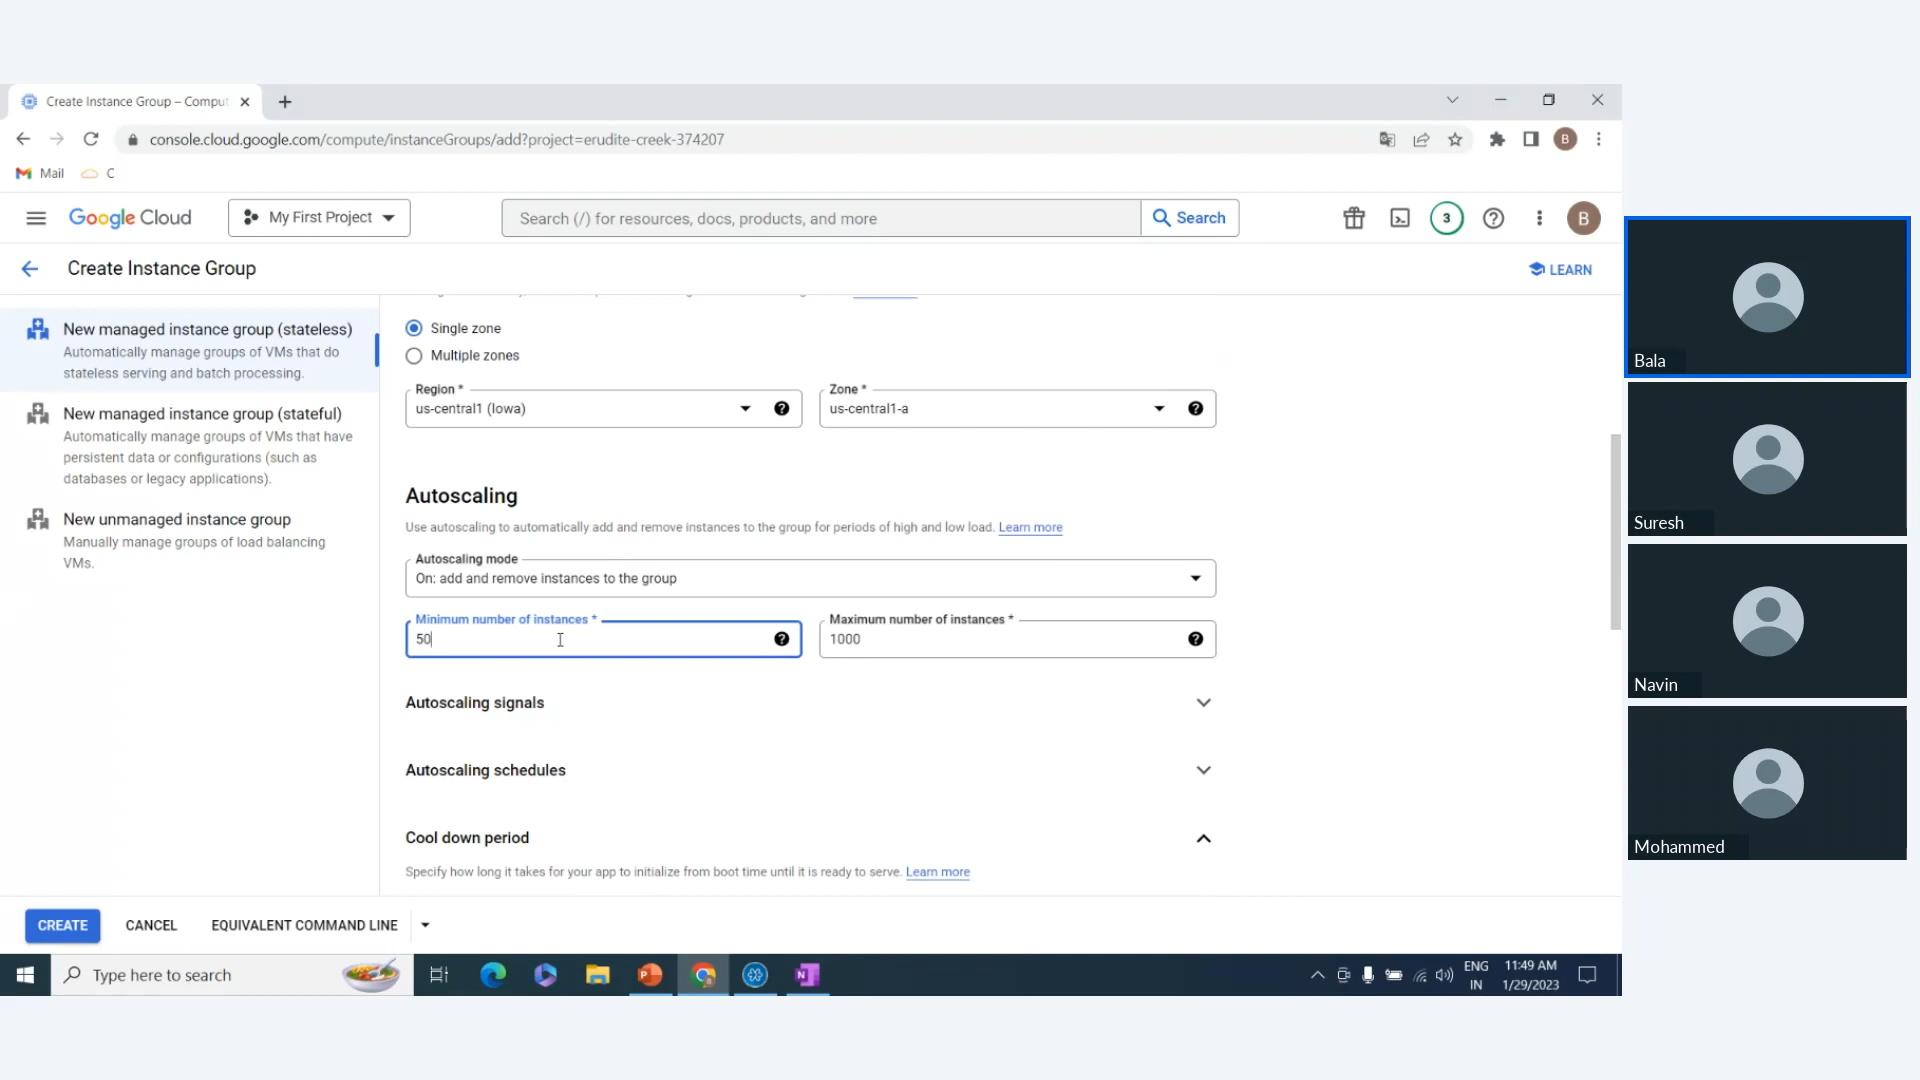 Create Instance Group – Comput
console.cloud.google.com/compute/instanceGroups/add?project=erudite-creek-374207
B
Mail
C
Google Cloud
My First Project
Search (/) for resources, docs, products, and more
Search
3
B
Create Instance Group
LEARN
New managed instance group (stateless)
Automatically manage groups of VMs that do
stateless serving and batch processing.
New managed instance group (stateful)
Automatically manage groups of VMs that have
persistent data or configurations (such as
databases or legacy applications).
New unmanaged instance group
Manually manage groups of load balancing
VMs.
Single zone
Multiple zones
Region *
us-central1 (Iowa)
Zone *
us-central1-a
Autoscaling
Use autoscaling to automatically add and remove instances to the group for periods of high and low load. Learn more
Autoscaling mode
On: add and remove instances to the group
Minimum number of instances *
50
Maximum number of instances *
1000
Autoscaling signals
Autoscaling schedules
Cool down period
Specify how long it takes for your app to initialize from boot time until it is ready to serve. Learn more
CREATE
CANCEL
EQUIVALENT COMMAND LINE
Type here to search
ENG
IN
11:49 AM
1/29/2023
Bala
Suresh
Navin
Mohammed